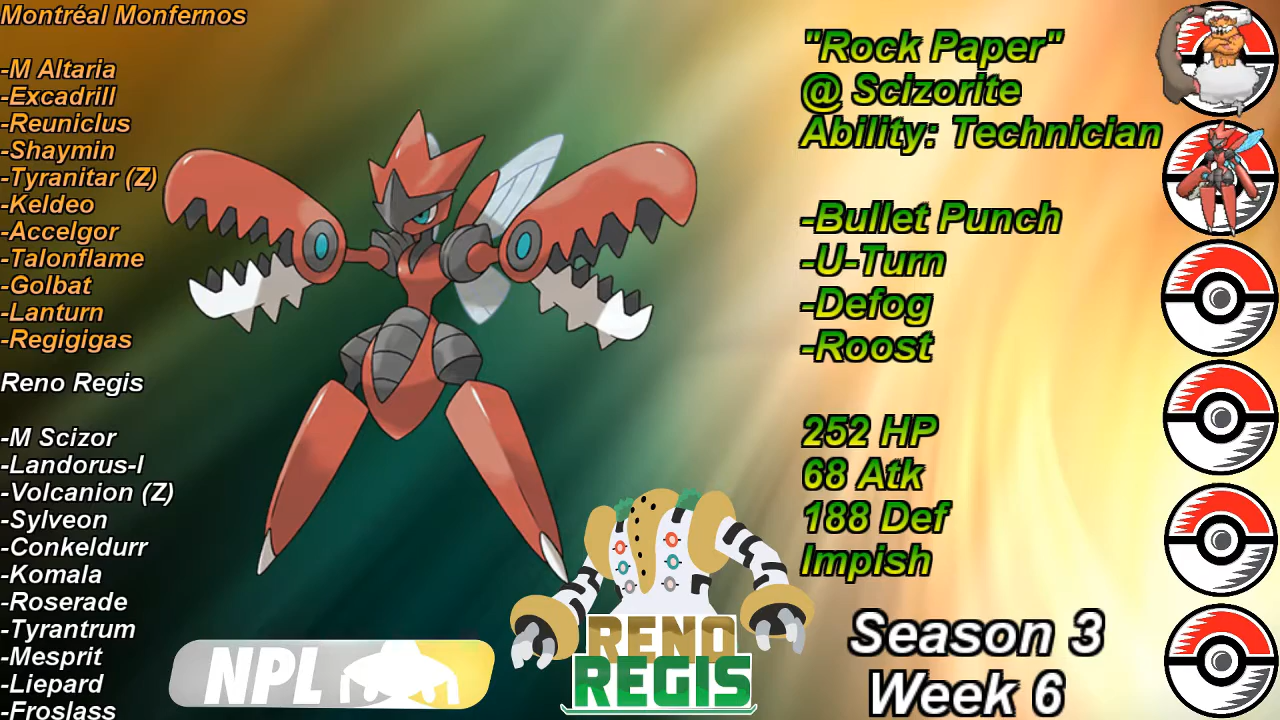 Montréal Monfernos
-M Altaria
-Excadrill
-Reuniclus
-Shaymin
-Tyranitar (Z)
-Keldeo
-Accelgor
-Talonflame
-Golbat
-Lanturn
-Regigigas
Reno Regis
-M Scizor
-Landorus-I
-Volcanion (Z)
-Sylveon
-Conkeldurr
-Komala
-Roserade
-Tyrantrum
-Mesprit
-Liepard
-Froslass
NPL
RENO
REGIS
"Rock Paper"
@ Scizorite
Ability: Technician
-Bullet Punch
-U-Turn
-Defog
-Roost
252 HP
68 Atk
188 Def
Impish
Season 3
Week 6